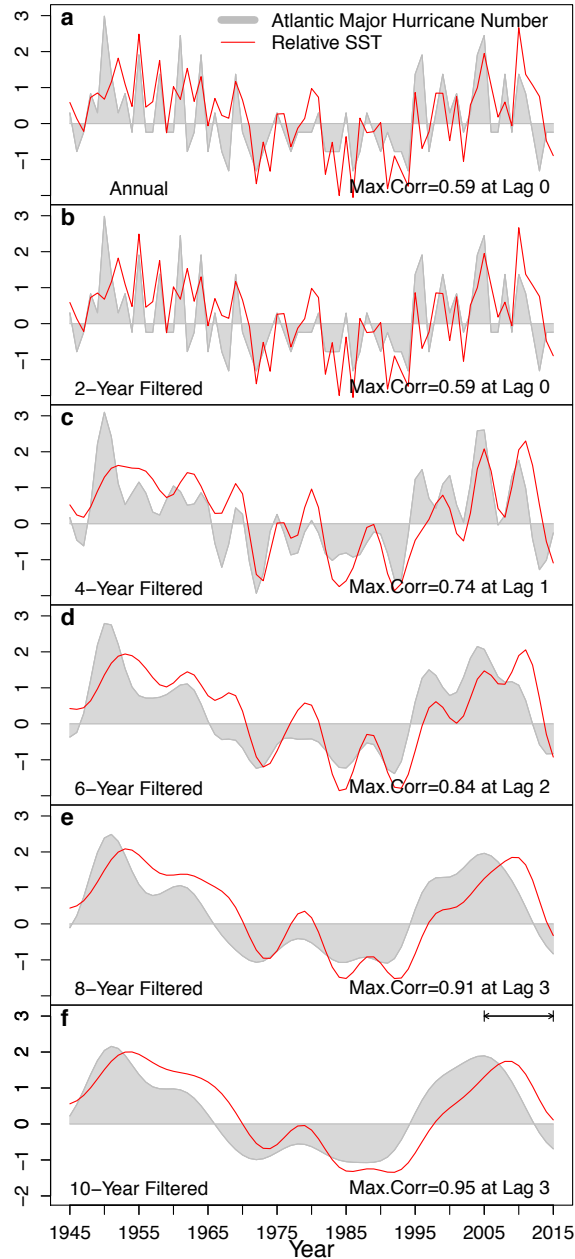 a
Atlantic Major Hurricane Number
Relative SST
3
2
1
0
−1
Annual
Max.Corr=0.59 at Lag 0
b
3
2
1
0
−1
2−Year Filtered
Max.Corr=0.59 at Lag 0
c
3
2
1
0
−1
4−Year Filtered
Max.Corr=0.74 at Lag 1
d
3
2
1
0
−1
6−Year Filtered
Max.Corr=0.84 at Lag 2
e
3
2
1
0
−1
8−Year Filtered
Max.Corr=0.91 at Lag 3
f
3
2
1
0
−1
−2
10−Year Filtered
Max.Corr=0.95 at Lag 3
1945 1955 1965 1975 1985 1995 2005 2015
Year